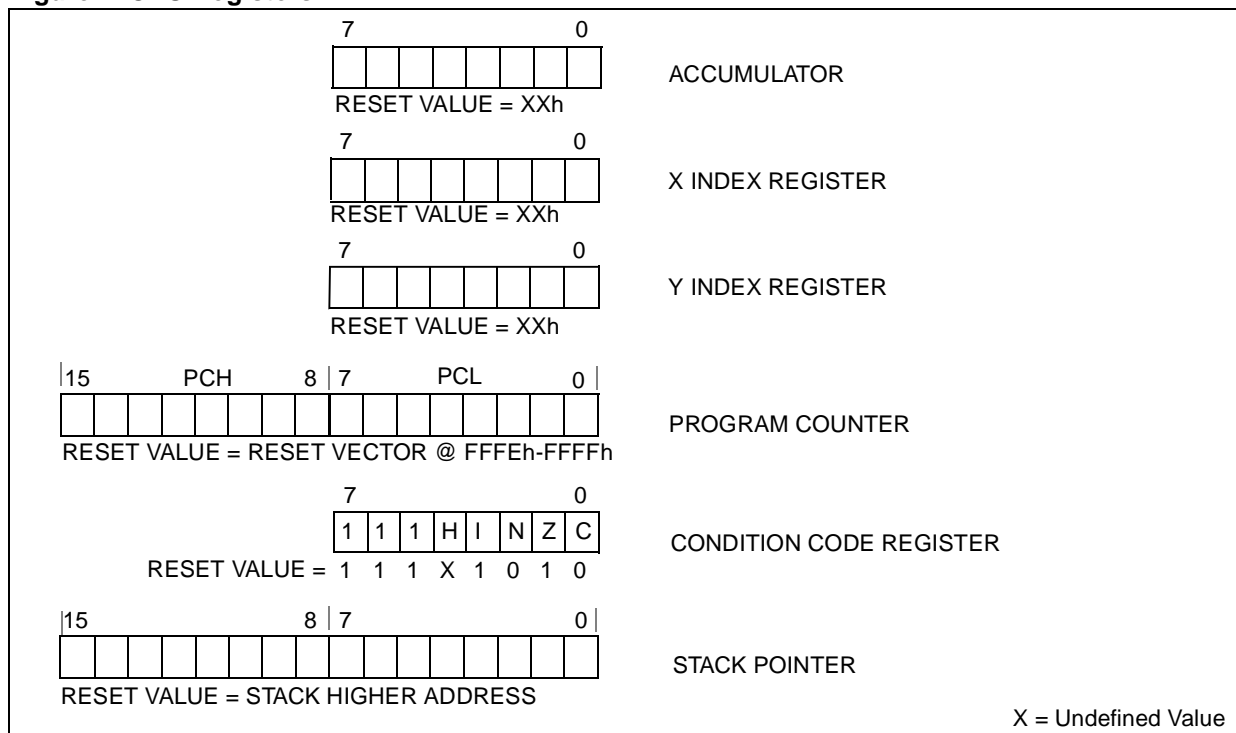 7 0
ACCUMULATOR
RESET VALUE = XXh
7 0
X INDEX REGISTER
RESET VALUE = XXh
7 0
Y INDEX REGISTER
RESET VALUE = XXh
15 PCH 8 7 PCL 0
PROGRAM COUNTER
RESET VALUE = RESET VECTOR @ FFFEh-FFFFh
7 0
1 1 1 H I N Z C
CONDITION CODE REGISTER
RESET VALUE = 1 1 1 X 1 0 1 0
15 8 7 0
STACK POINTER
RESET VALUE = STACK HIGHER ADDRESS
X = Undefined Value